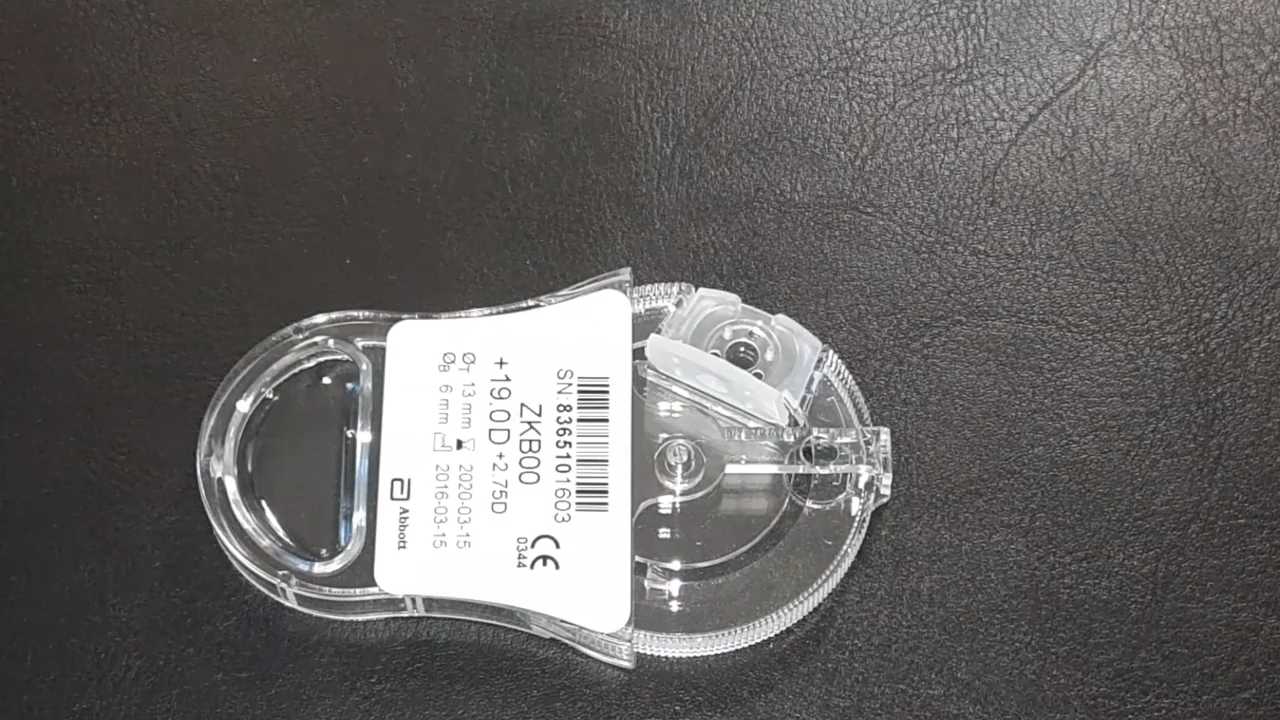 SN:8365101603
ZKB00
CE
0344
+19.0D +2.75D
ØT 13 mm 2020-03-15
ØB 6 mm 2016-03-15
Abbott